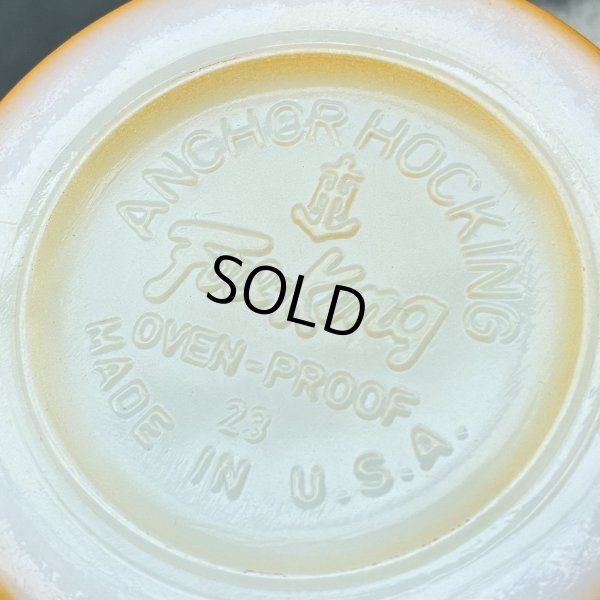 ANCHOR HOCKING
Fire King
SOLD
OVEN-PROOF
23
MADE IN U.S.A.